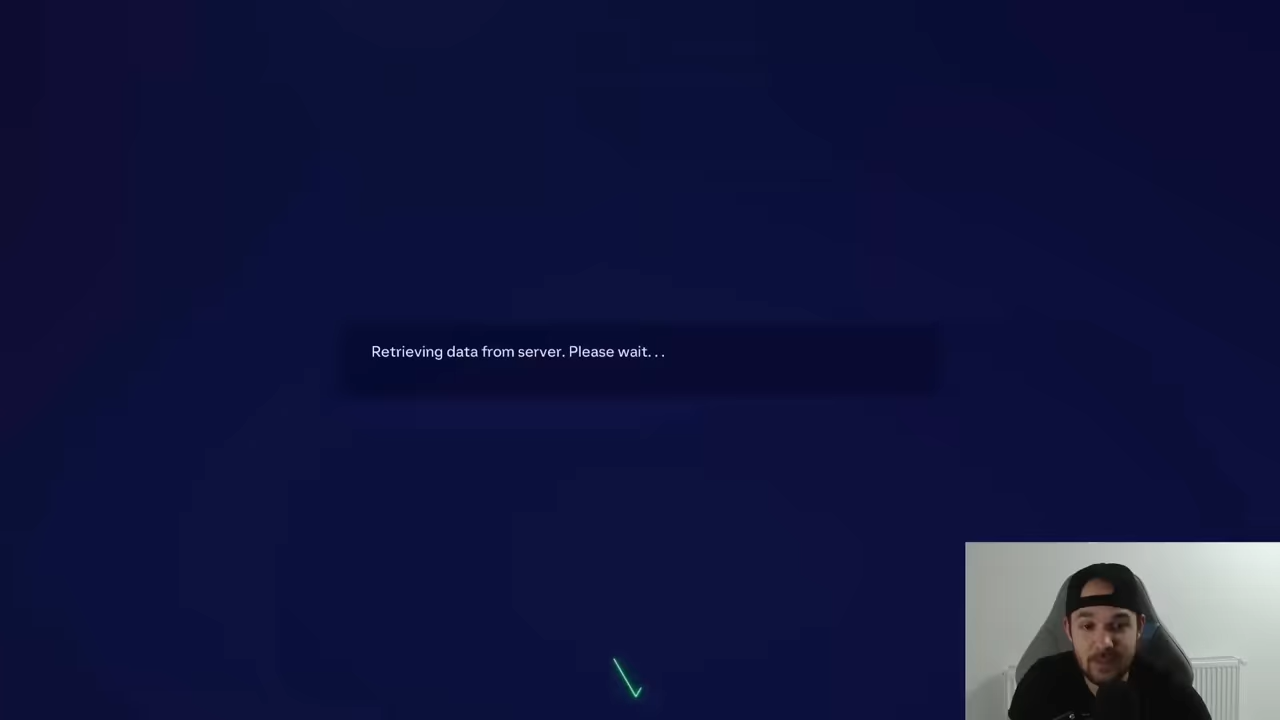 Retrieving data from server. Please wait. . .